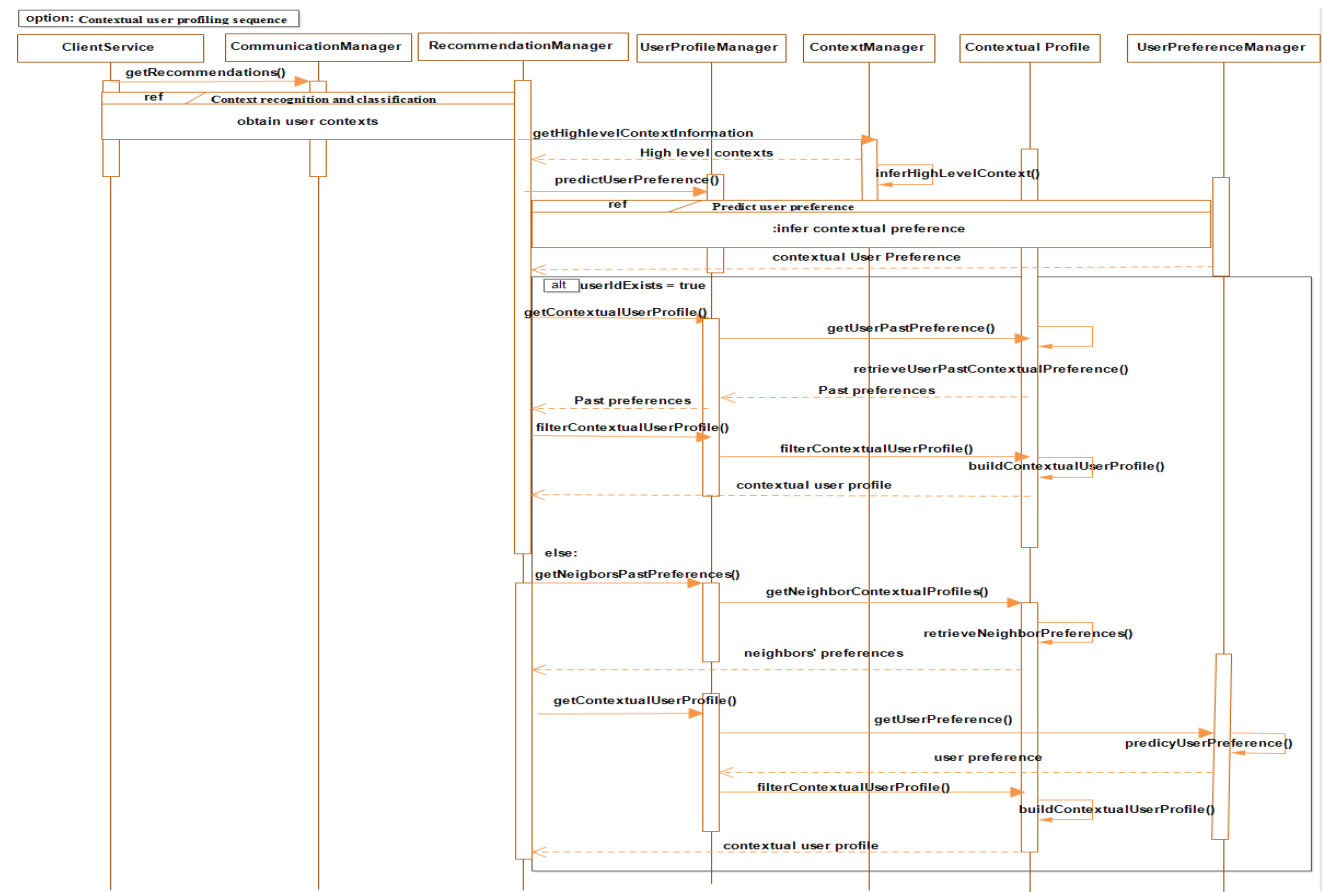 option: Contextual user profiling sequence
ClientService
CommunicationManager
RecommendationManager
UserProfileManager
ContextManager
Contextual Profile
UserPreferenceManager
getRecommendations()
ref
Context recognition and classification
obtain user contexts
getHighlevelContextInformation
High level contexts
inferHighLevelContext()
predictUserPreference()
ref
Predict user preference
:infer contextual preference
contextual User Preference
alt
userIdExists = true
getContextualUserProfile()
getUserPastPreference()
retrieveUserPastContextualPreference()
Past preferences
Past preferences
filterContextualUserProfile()
filterContextualUserProfile()
buildContextualUserProfile()
contextual user profile
else:
getNeigborsPastPreferences()
getNeighborContextualProfiles()
retrieveNeighborPreferences()
neighbors' preferences
getContextualUserProfile()
getUserPreference()
predicyUserPreference()
user preference
filterContextualUserProfile()
buildContextualUserProfile()
contextual user profile